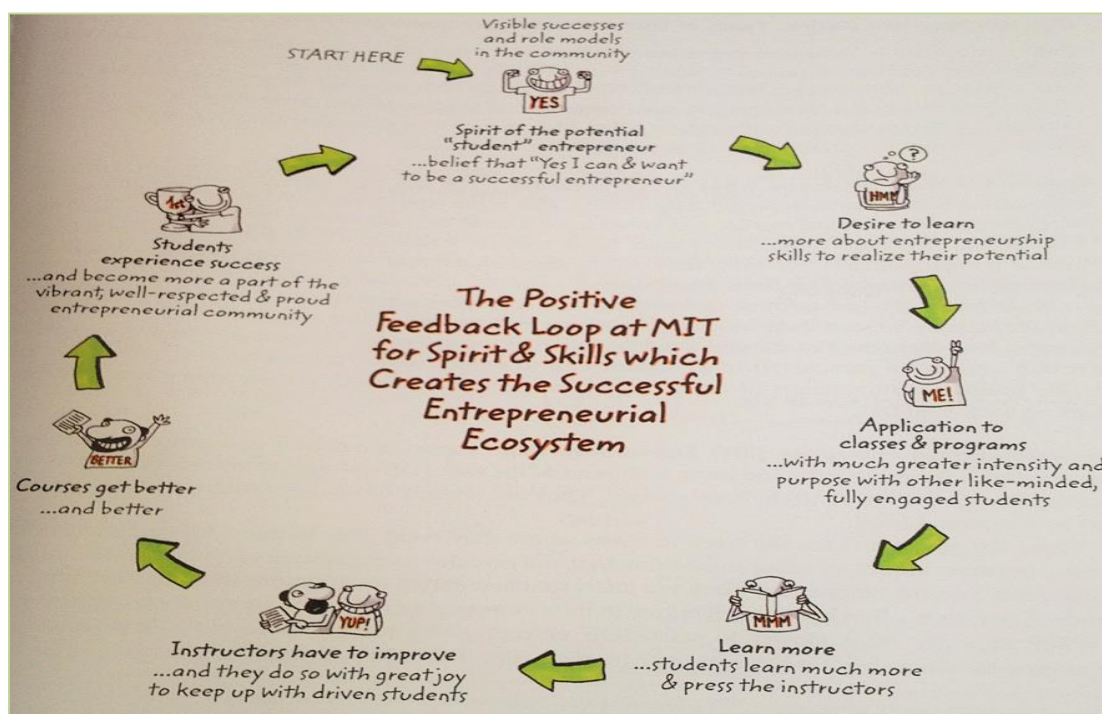 START HERE
Visible successes
and role models
in the community
YES
Spirit of the potential
"student" entrepreneur
...belief that "Yes I can & want
to be a successful entrepreneur"
?
HMM
Desire to learn
...more about entrepreneurship
skills to realize their potential
ME!
Application to
classes & programs
...with much greater intensity and
purpose with other like-minded,
fully engaged students
MMM
Learn more
...students learn much more
& press the instructors
YUP!
Instructors have to improve
...and they do so with great joy
to keep up with driven students
BETTER
Courses get better
...and better
1st
Students
experience success
...and become more a part of the
vibrant, well-respected & proud
entrepreneurial community
The Positive
Feedback Loop at MIT
for Spirit & Skills which
Creates the Successful
Entrepreneurial
Ecosystem